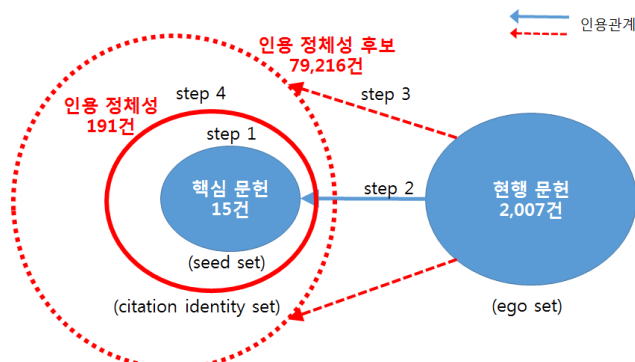 인용관계
인용 정체성 후보
79,216건
step 4
step 3
인용 정체성
191건
step 1
핵심 문헌
15건
step 2
현행 문헌
2,007건
(seed set)
(citation identity set)
(ego set)